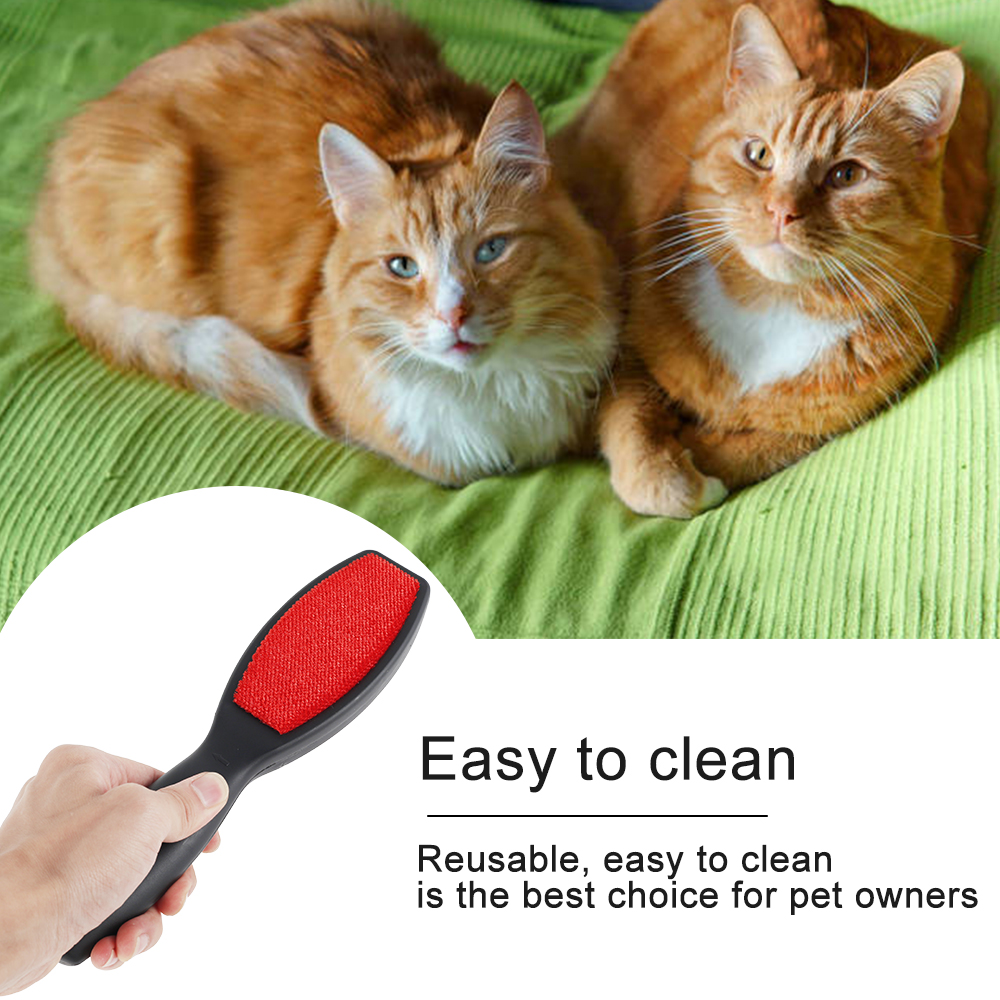 Easy to clean
Reusable, easy to clean
is the best choice for pet owners